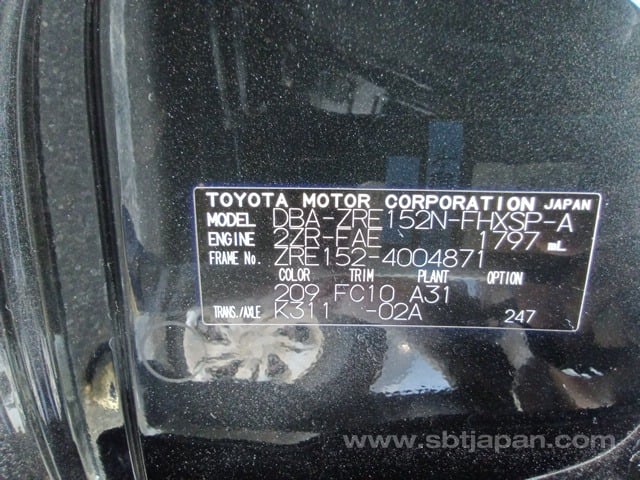 TOYOTA MOTOR CORPORATION JAPAN
MODEL DBA-ZRE152N-FHXSP-A
ENGINE 2ZR-FAE 1797 mL
FRAME No. ZRE152-4004871
COLOR TRIM PLANT OPTION
209 FC10 A31
TRANS./AXLE K311 -02A 247
www.sbtjapan.com